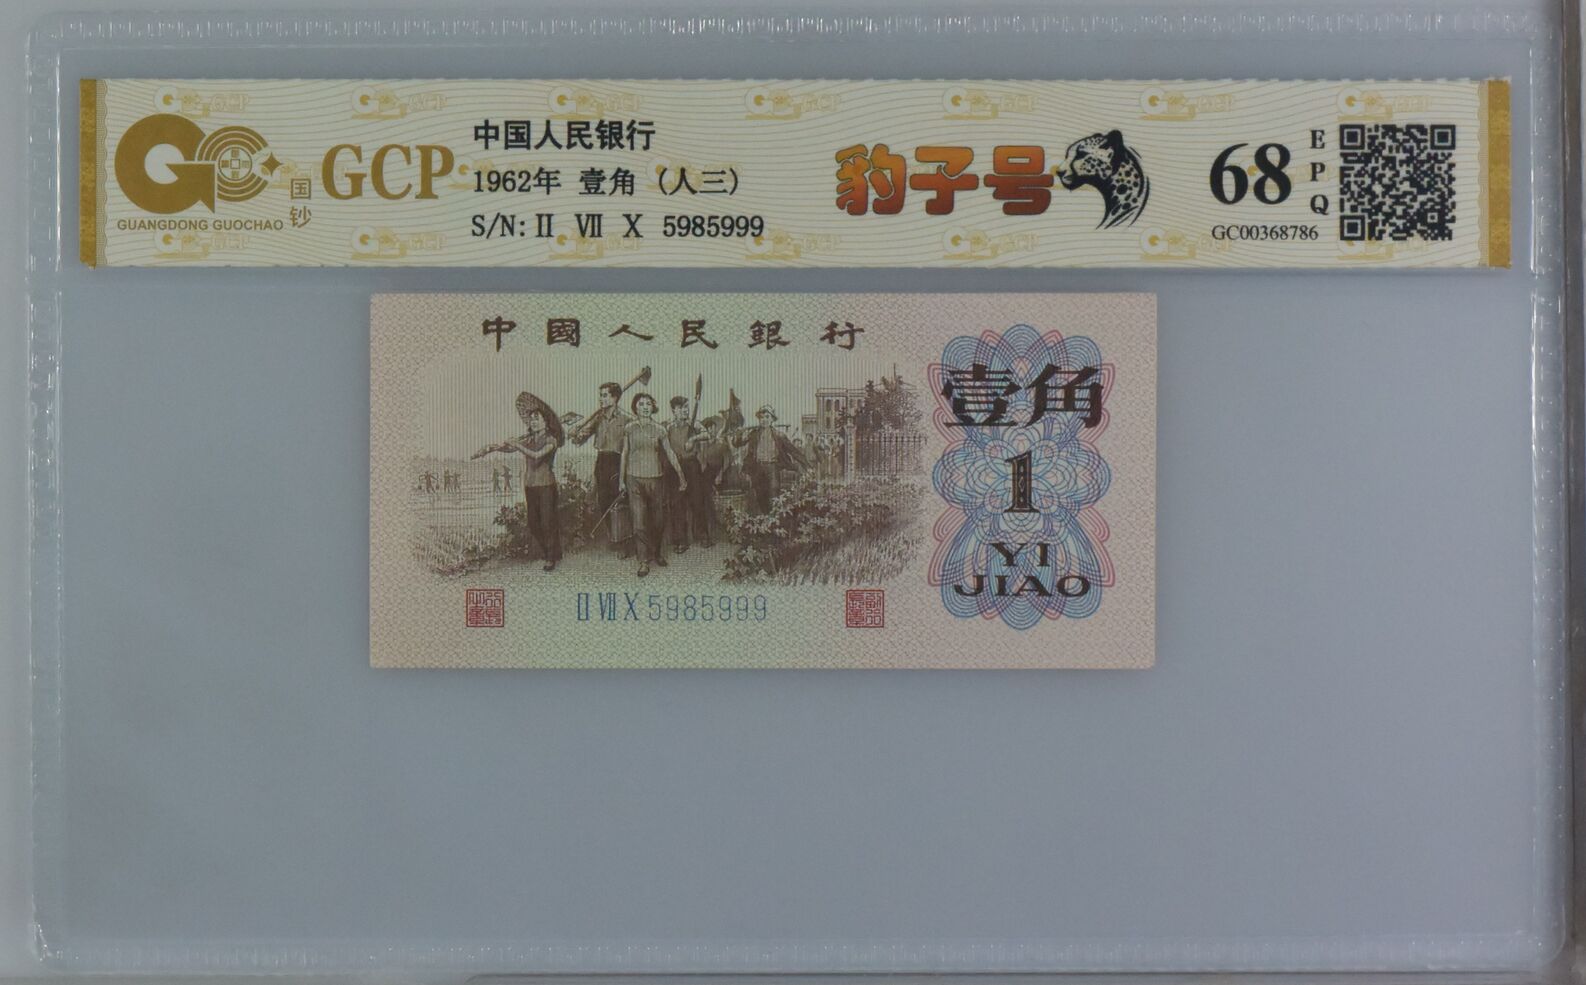 GCP
国钞
GUANGDONG GUOCHAO
中国人民银行
1962年 壹角 (人三)
S/N: II VII X 5985999
豹子号
68
EPQ
GC00368786
中國人民銀行
壹角
1
YI
JIAO
II VII X 5985999